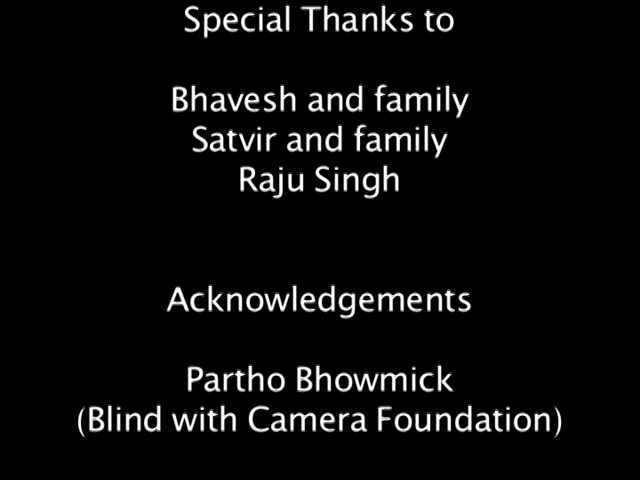 Special Thanks to
Bhavesh and family
Satvir and family
Raju Singh
Acknowledgements
Partho Bhowmick
(Blind with Camera Foundation)